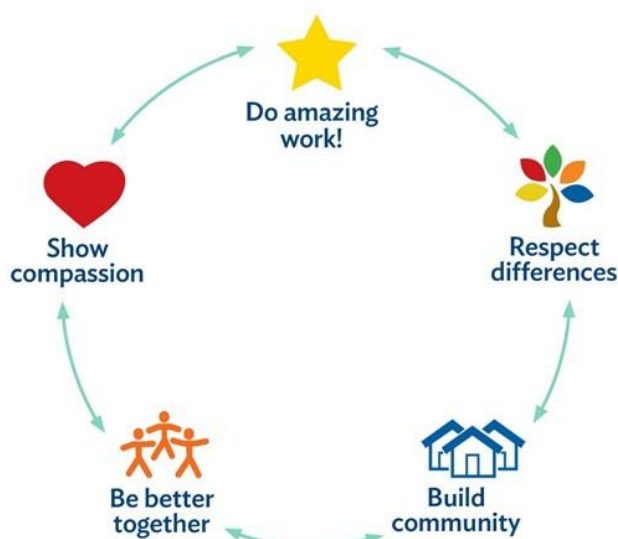 Do amazing
work!
Respect
differences
Build
community
Be better
together
Show
compassion